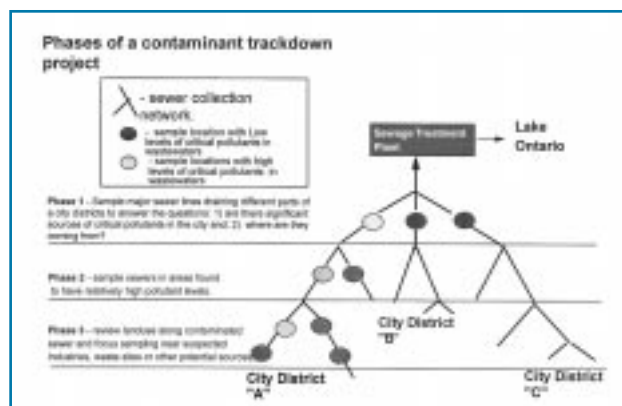 Phases of a contaminant trackdown
project
- sewer collection
network.
- sample location with Low
levels of critical pollutants in
wastewaters
- sample locations with high
levels of critical pollutants in
wastewaters
Sewage Treatment
Plant
Lake
Ontario
Phase 1 - Sample major sewer lines draining different parts of
a city districts to answer the questions: 1) are there significant
sources of critical pollutants in the city and; 2) where are they
coming from?
Phase 2 - sample sewers in areas found
to have relatively high pollutant levels.
Phase 3 - review landuse along contaminated
sewer and focus sampling near suspected
industries, waste sites or other potential sources
City District
"B"
City District
"A"
City District
"C"